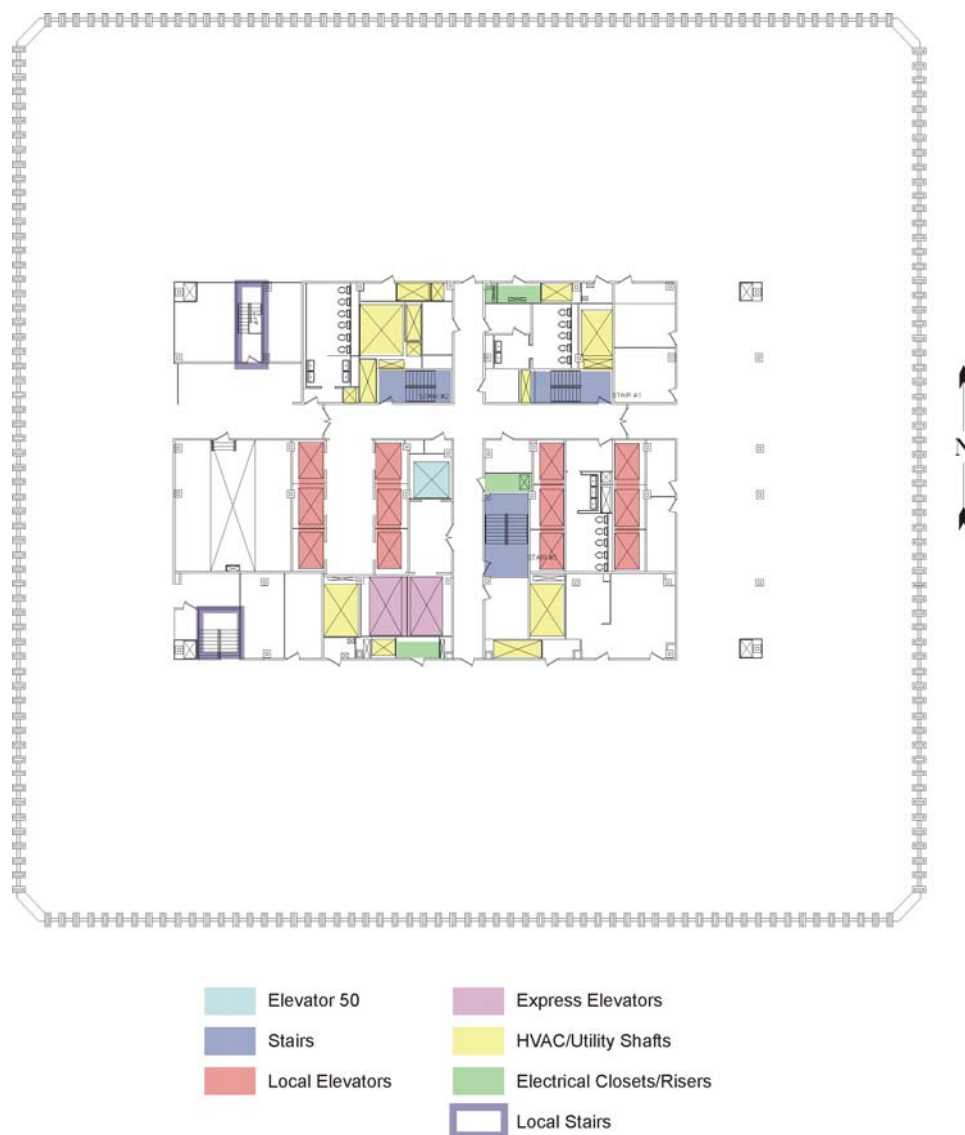 STAIR #2
STAIR #1
N
STAIR #3
Elevator 50
Express Elevators
Stairs
HVAC/Utility Shafts
Local Elevators
Electrical Closets/Risers
Local Stairs